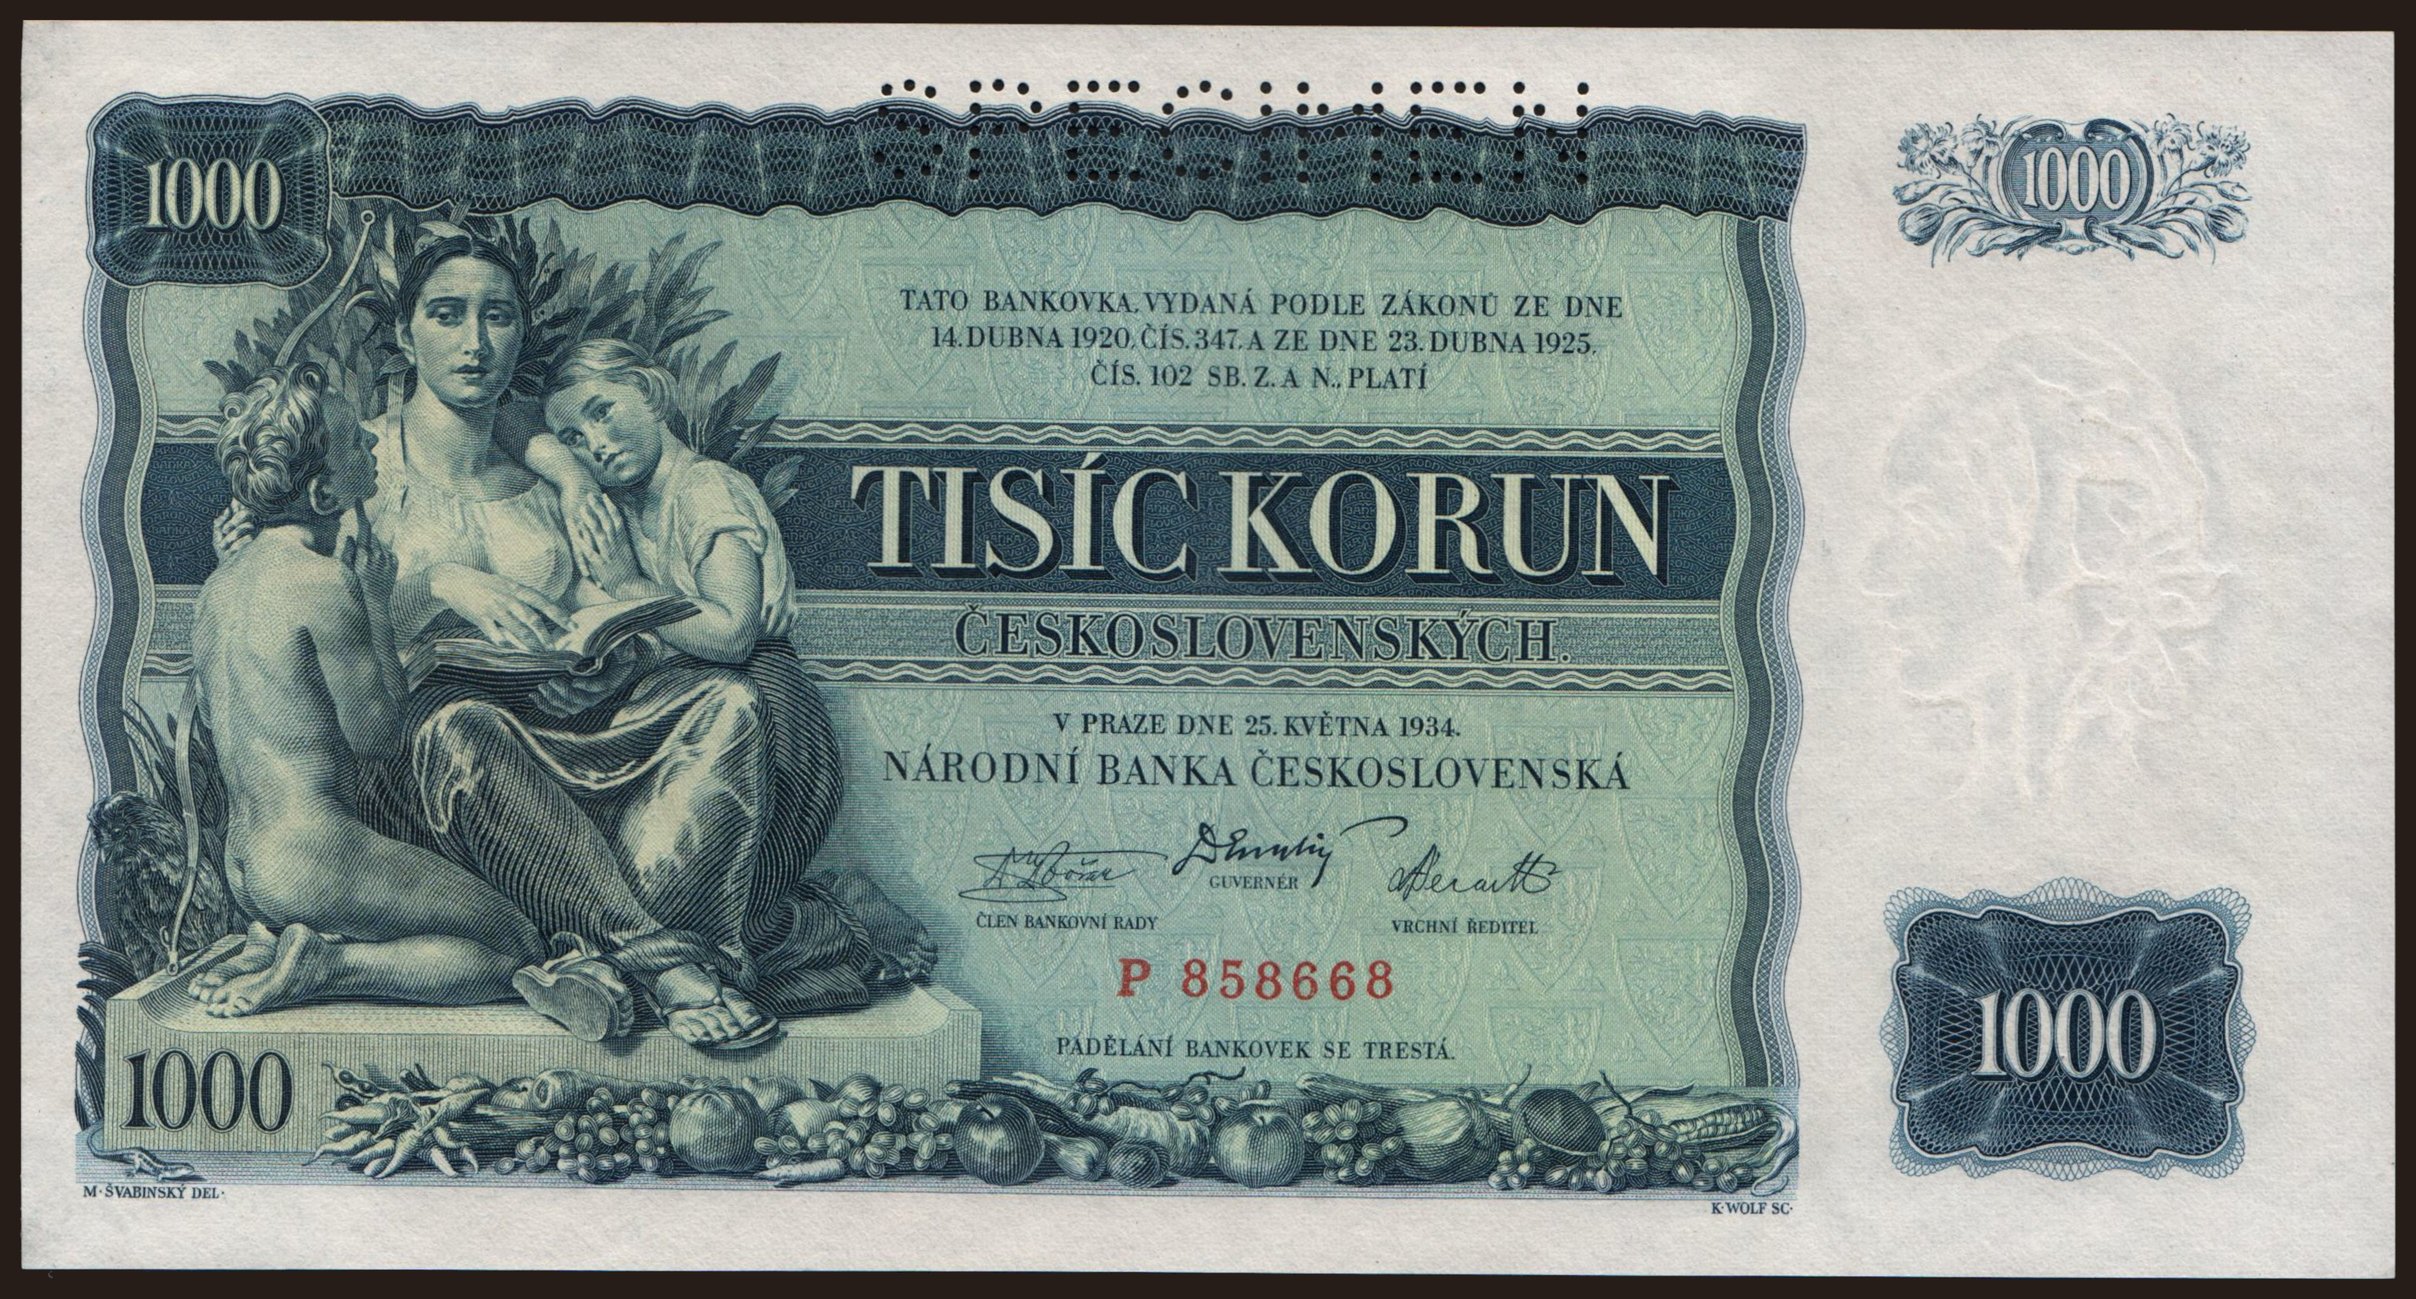 SPECIMEN
1000
1000
TATO BANKOVKA, VYDANÁ PODLE ZÁKONŮ ZE DNE
14. DUBNA 1920, ČÍS. 347. A ZE DNE 23. DUBNA 1925,
ČÍS. 102 SB. Z. A N., PLATÍ
TISÍC KORUN
ČESKOSLOVENSKÝCH.
V PRAZE DNE 25. KVĚTNA 1934.
NÁRODNÍ BANKA ČESKOSLOVENSKÁ
GUVERNÉR
ČLEN BANKOVNÍ RADY
VRCHNÍ ŘEDITEL
P 858668
PADĚLÁNÍ BANKOVEK SE TRESTÁ.
1000
1000
M·ŠVABINSKÝ DEL·
K·WOLF SC·